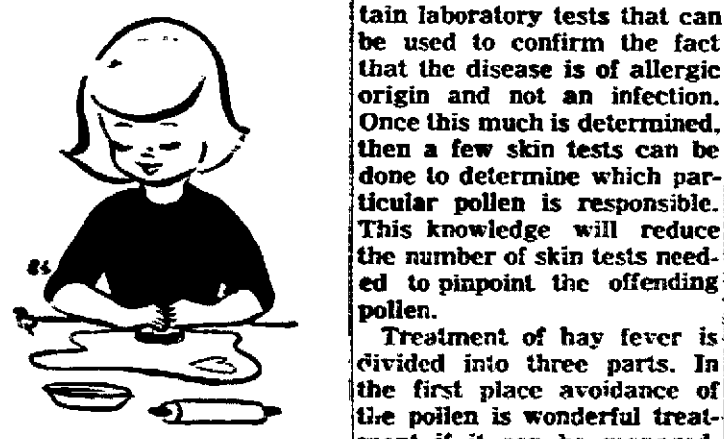 tain laboratory tests that can
be used to confirm the fact
that the disease is of allergic
origin and not an infection.
Once this much is determined,
then a few skin tests can be
done to determine which par-
ticular pollen is responsible.
This knowledge will reduce
the number of skin tests need-
ed to pinpoint the offending
pollen.
Treatment of hay fever is
divided into three parts. In
the first place avoidance of
the pollen is wonderful treat-